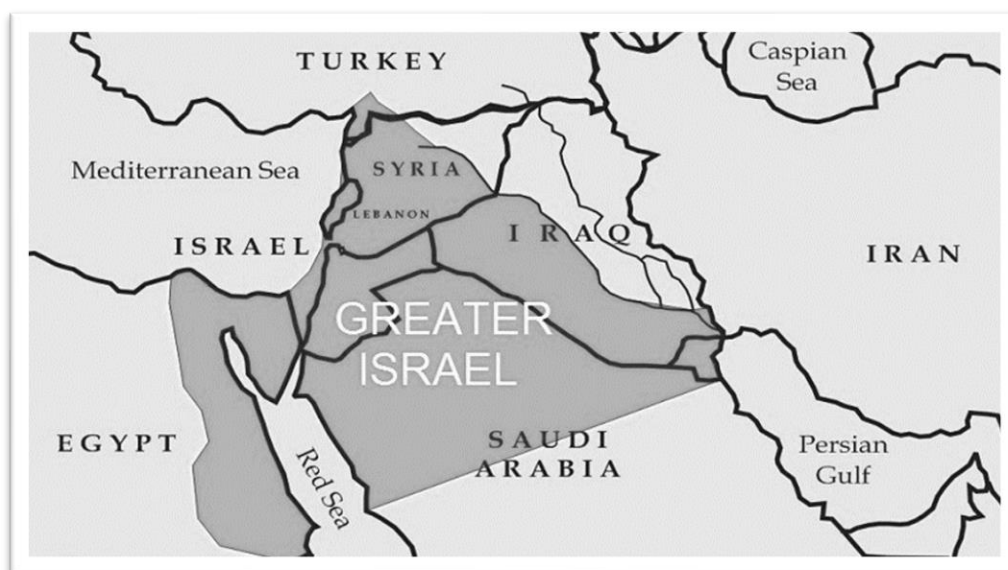 TURKEY
Caspian
Sea
Mediterranean Sea
SYRIA
LEBANON
ISRAEL
IRAQ
IRAN
GREATER
ISRAEL
EGYPT
Red Sea
SAUDI
ARABIA
Persian
Gulf